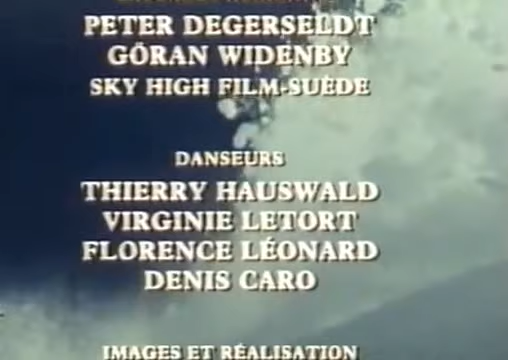 PETER DEGERSELDT
GÖRAN WIDENBY
SKY HIGH FILM-SUÈDE
DANSEURS
THIERRY HAUSWALD
VIRGINIE LETORT
FLORENCE LÉONARD
DENIS CARO
IMAGES ET RÉALISATION